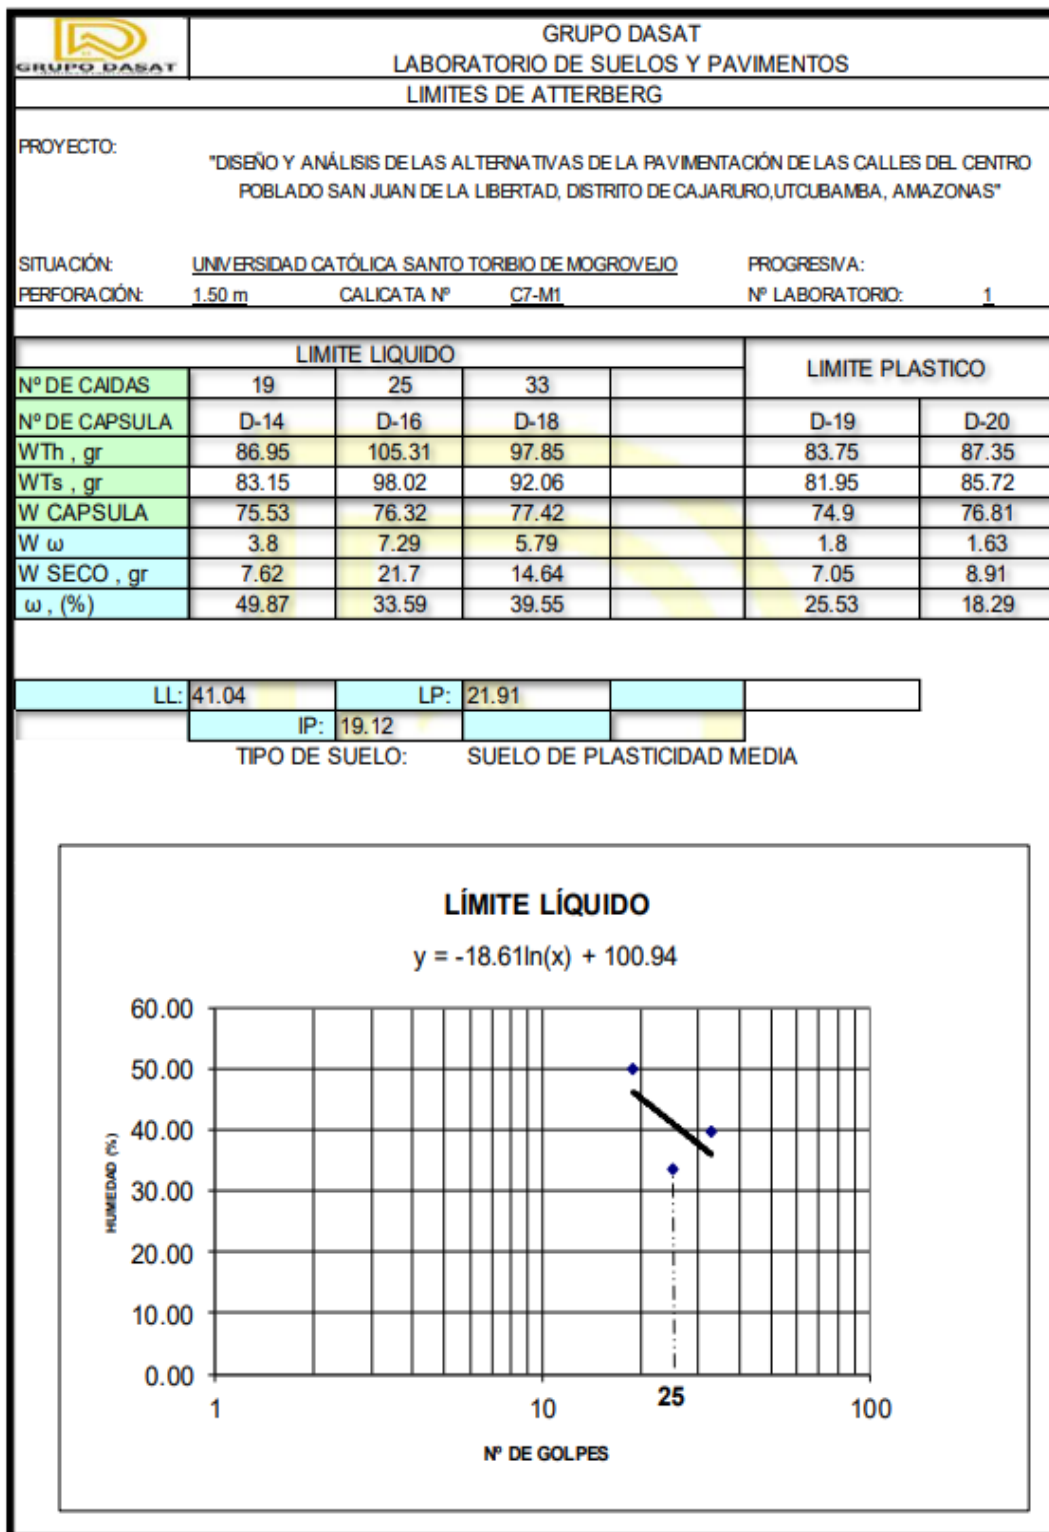 GRUPO DASAT
GRUPO DASAT
LABORATORIO DE SUELOS Y PAVIMENTOS
LIMITES DE ATTERBERG
PROYECTO:
"DISEÑO Y ANÁLISIS DE LAS ALTERNATIVAS DE LA PAVIMENTACIÓN DE LAS CALLES DEL CENTRO
POBLADO SAN JUAN DE LA LIBERTAD, DISTRITO DE CAJARURO,UTCUBAMBA, AMAZONAS"
SITUACIÓN: UNIVERSIDAD CATÓLICA SANTO TORIBIO DE MOGROVEJO PROGRESIVA:
PERFORACIÓN: 1.50 m CALICATA Nº C7-M1 Nº LABORATORIO: 1
LIMITE LIQUIDO LIMITE PLASTICO
Nº DE CAIDAS 19 25 33
Nº DE CAPSULA D-14 D-16 D-18 D-19 D-20
WTh , gr 86.95 105.31 97.85 83.75 87.35
WTs , gr 83.15 98.02 92.06 81.95 85.72
W CAPSULA 75.53 76.32 77.42 74.9 76.81
W ω 3.8 7.29 5.79 1.8 1.63
W SECO , gr 7.62 21.7 14.64 7.05 8.91
ω , (%) 49.87 33.59 39.55 25.53 18.29
LL: 41.04 LP: 21.91
IP: 19.12
TIPO DE SUELO: SUELO DE PLASTICIDAD MEDIA
LÍMITE LÍQUIDO
y = -18.61ln(x) + 100.94
60.00
50.00
40.00
30.00
20.00
10.00
0.00
HUMEDAD (%)
1 10 25 100
Nº DE GOLPES